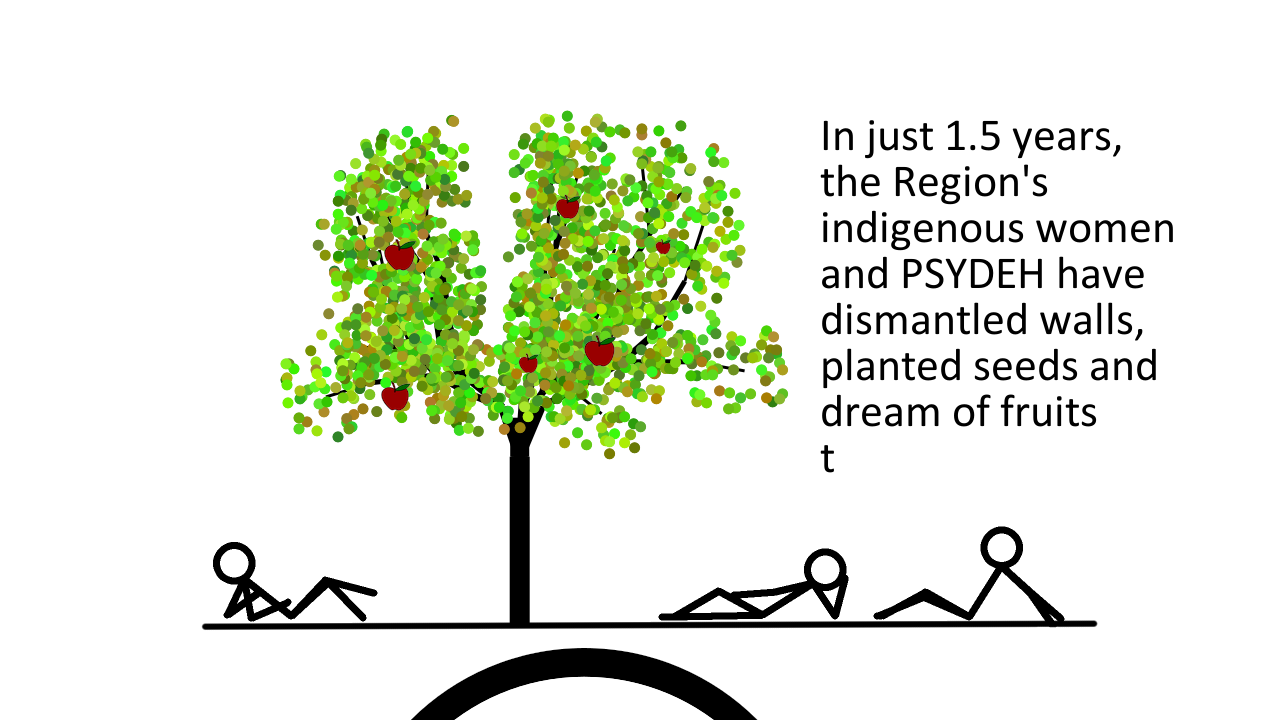 In just 1.5 years,
the Region's
indigenous women
and PSYDEH have
dismantled walls,
planted seeds and
dream of fruits
t